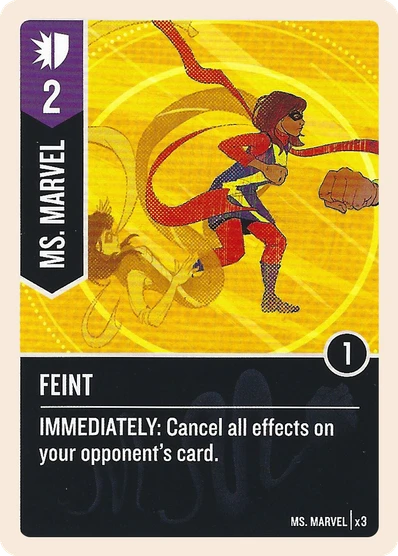 2
MS. MARVEL
1
FEINT
IMMEDIATELY: Cancel all effects on
your opponent's card.
MS. MARVEL | x3